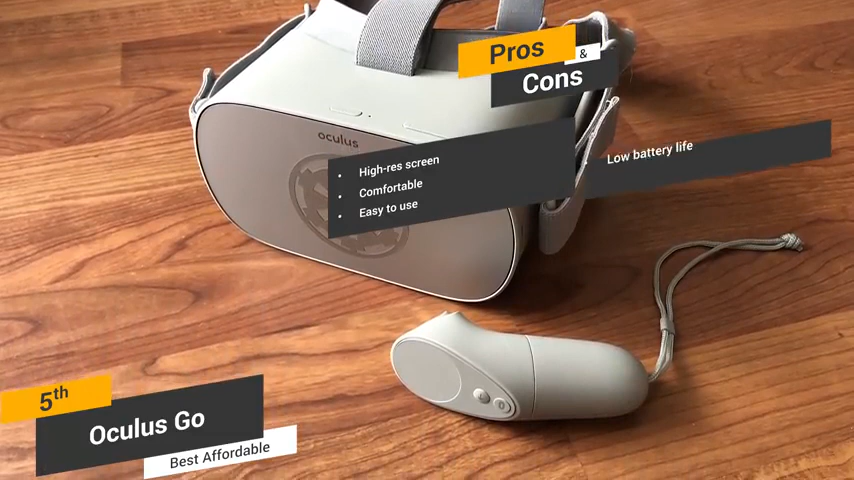 Pros
&
Cons
oculus
• High-res screen
• Comfortable
• Easy to use
Low battery life
5th
Oculus Go
Best Affordable